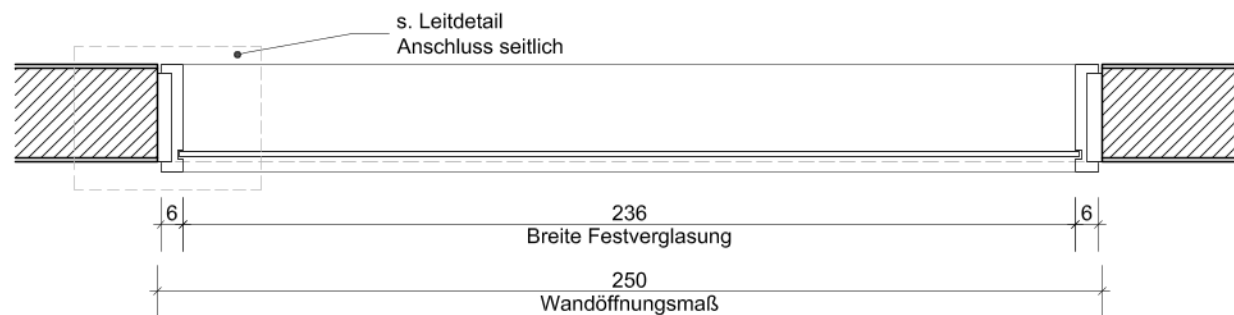 s. Leitdetail
Anschluss seitlich
6
236
6
Breite Festverglasung
250
Wandöffnungsmaß